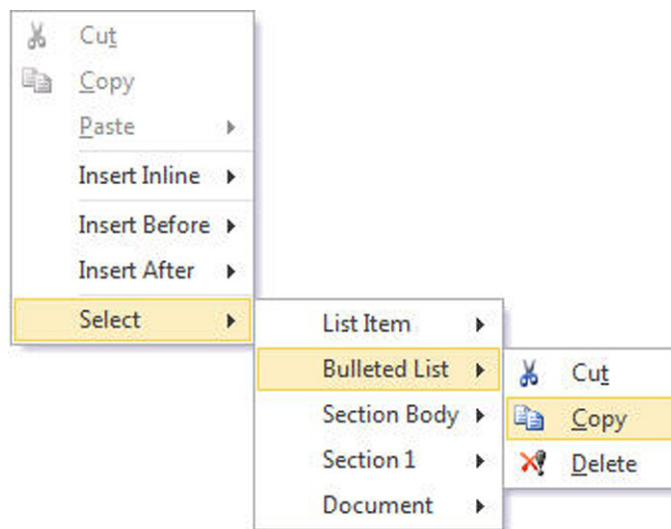 Cut
Copy
Paste
Insert Inline
Insert Before
Insert After
Select
List Item
Bulleted List
Section Body
Section 1
Document
Cut
Copy
Delete